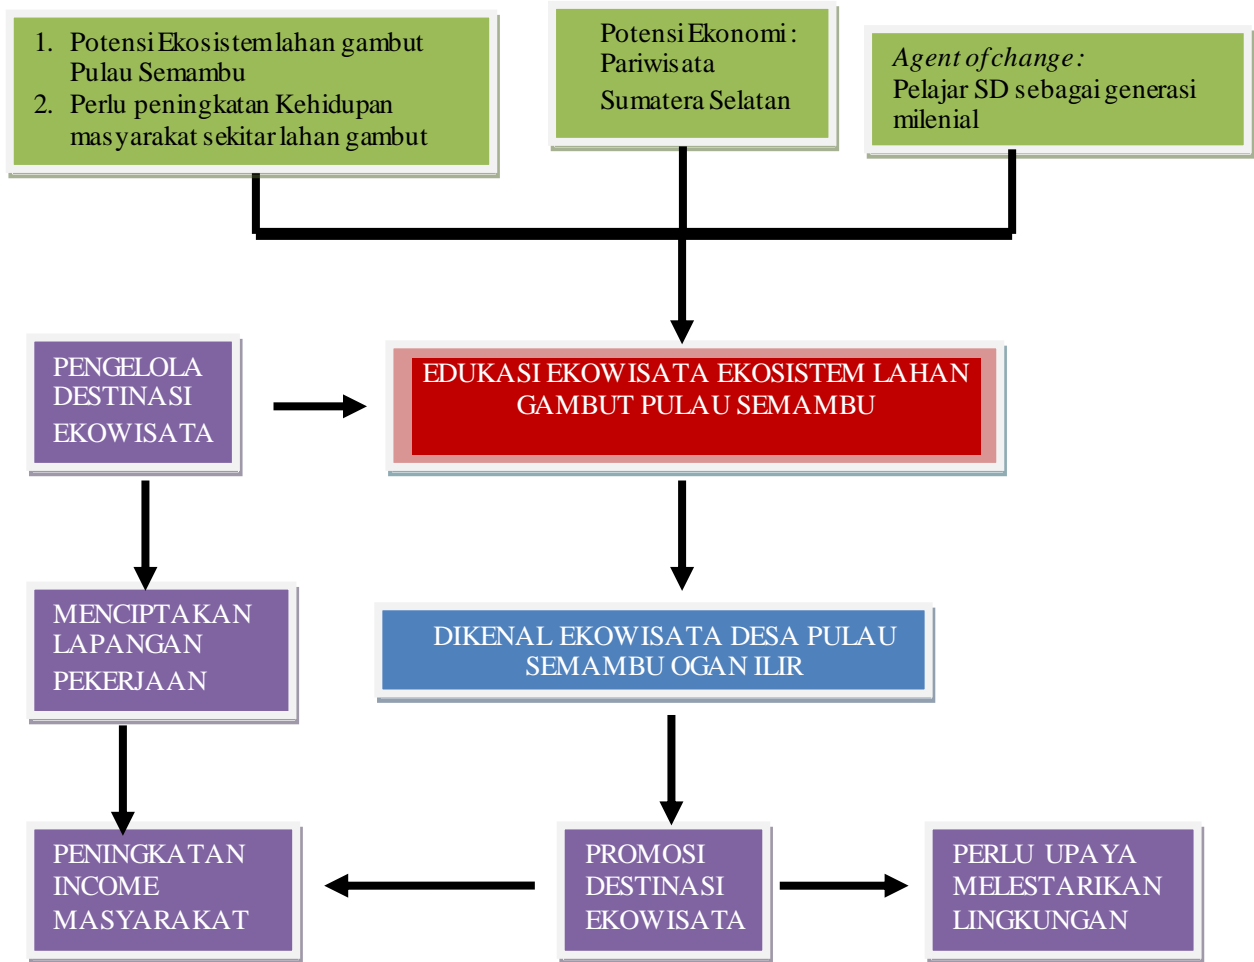 1. Potensi Ekosistem lahan gambut
Pulau Semambu
2. Perlu peningkatan Kehidupan
masyarakat sekitar lahan gambut
Potensi Ekonomi :
Pariwisata
Sumatera Selatan
Agent of change :
Pelajar SD sebagai generasi
milenial
PENGELOLA
DESTINASI
EKOWISATA
EDUKASI EKOWISATA EKOSISTEM LAHAN
GAMBUT PULAU SEMAMBU
MENCIPTAKAN
LAPANGAN
PEKERJAAN
DIKENAL EKOWISATA DESA PULAU
SEMAMBU OGAN ILIR
PENINGKATAN
INCOME
MASYARAKAT
PROMOSI
DESTINASI
EKOWISATA
PERLU UPAYA
MELESTARIKAN
LINGKUNGAN